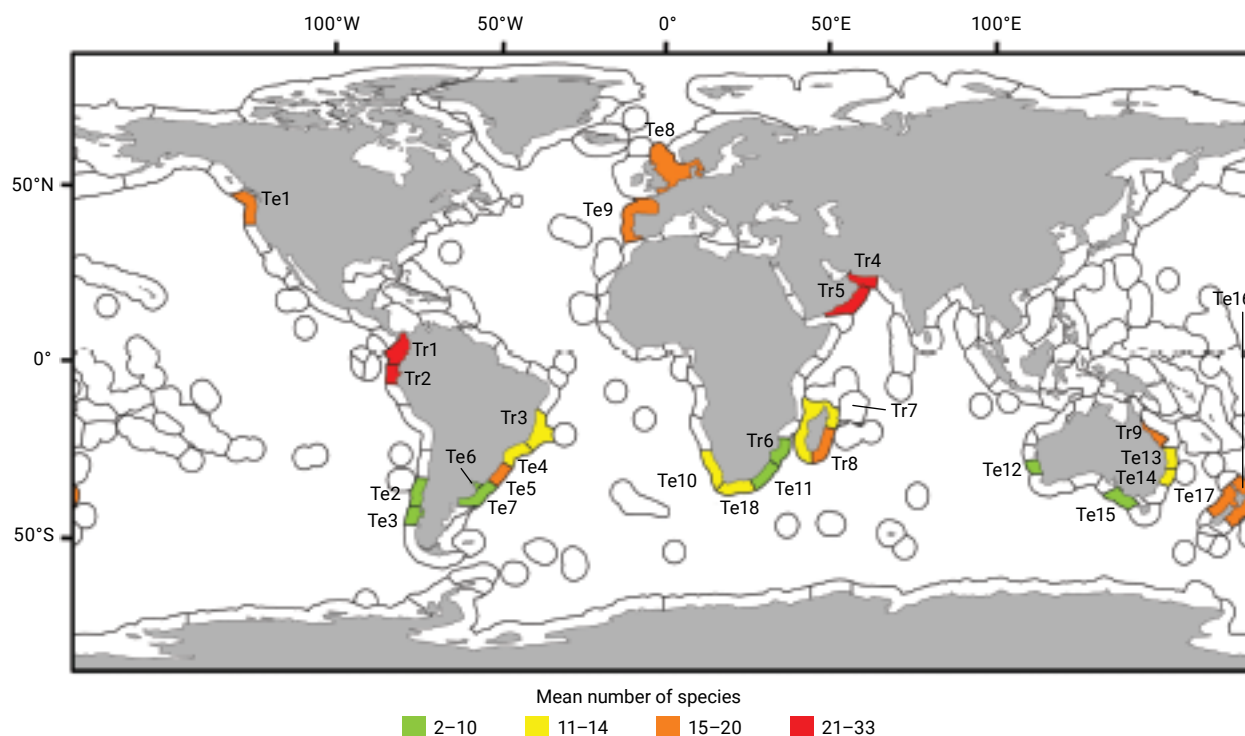 100°W 50°W 0° 50°E 100°E
Te8
50°N
Te1
Te9
Tr4
Tr5
Te16
0°
Tr1
Tr2
Tr3
Tr7
Te6
Te4
Tr6
Tr8
Tr9
Te13
Te10
Te5
Te11
Te12
Te14
Te2
Te7
Te18
Te17
Te3
Te15
50°S
Mean number of species
2–10 11–14 15–20 21–33